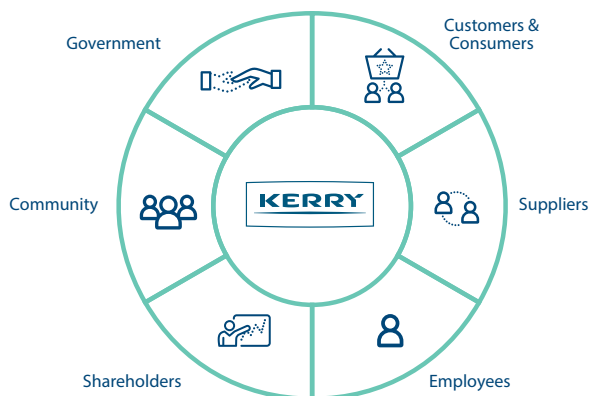 Government
Customers &
Consumers
Community
KERRY
Suppliers
Shareholders
Employees